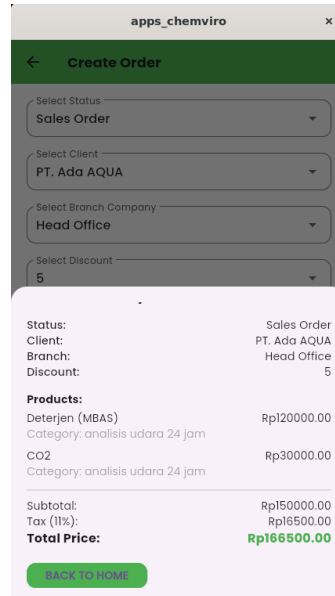 apps_chemviro ×
Create Order
Select Status
Sales Order
Select Client
PT. Ada AQUA
Select Branch Company
Head Office
Select Discount
5
Status: Sales Order
Client: PT. Ada AQUA
Branch: Head Office
Discount: 5
Products:
Deterjen (MBAS) Rp120000.00
Category: analisis udara 24 jam
CO2 Rp30000.00
Category: analisis udara 24 jam
Subtotal: Rp150000.00
Tax (11%): Rp16500.00
Total Price: Rp166500.00
BACK TO HOME